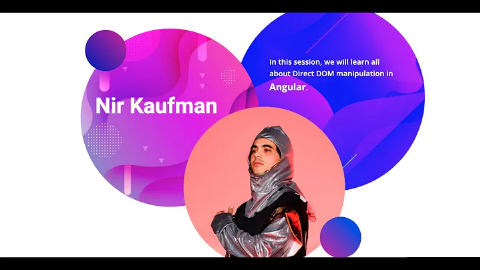 Nir Kaufman
In this session, we will learn all
about Direct DOM manipulation in
Angular.